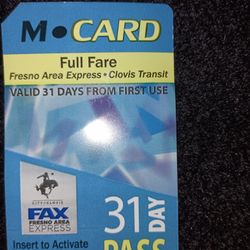 M•CARD
Full Fare
Fresno Area Express • Clovis Transit
VALID 31 DAYS FROM FIRST USE
FAX
FRESNO AREA
EXPRESS
31 DAY
PASS
Insert to Activate